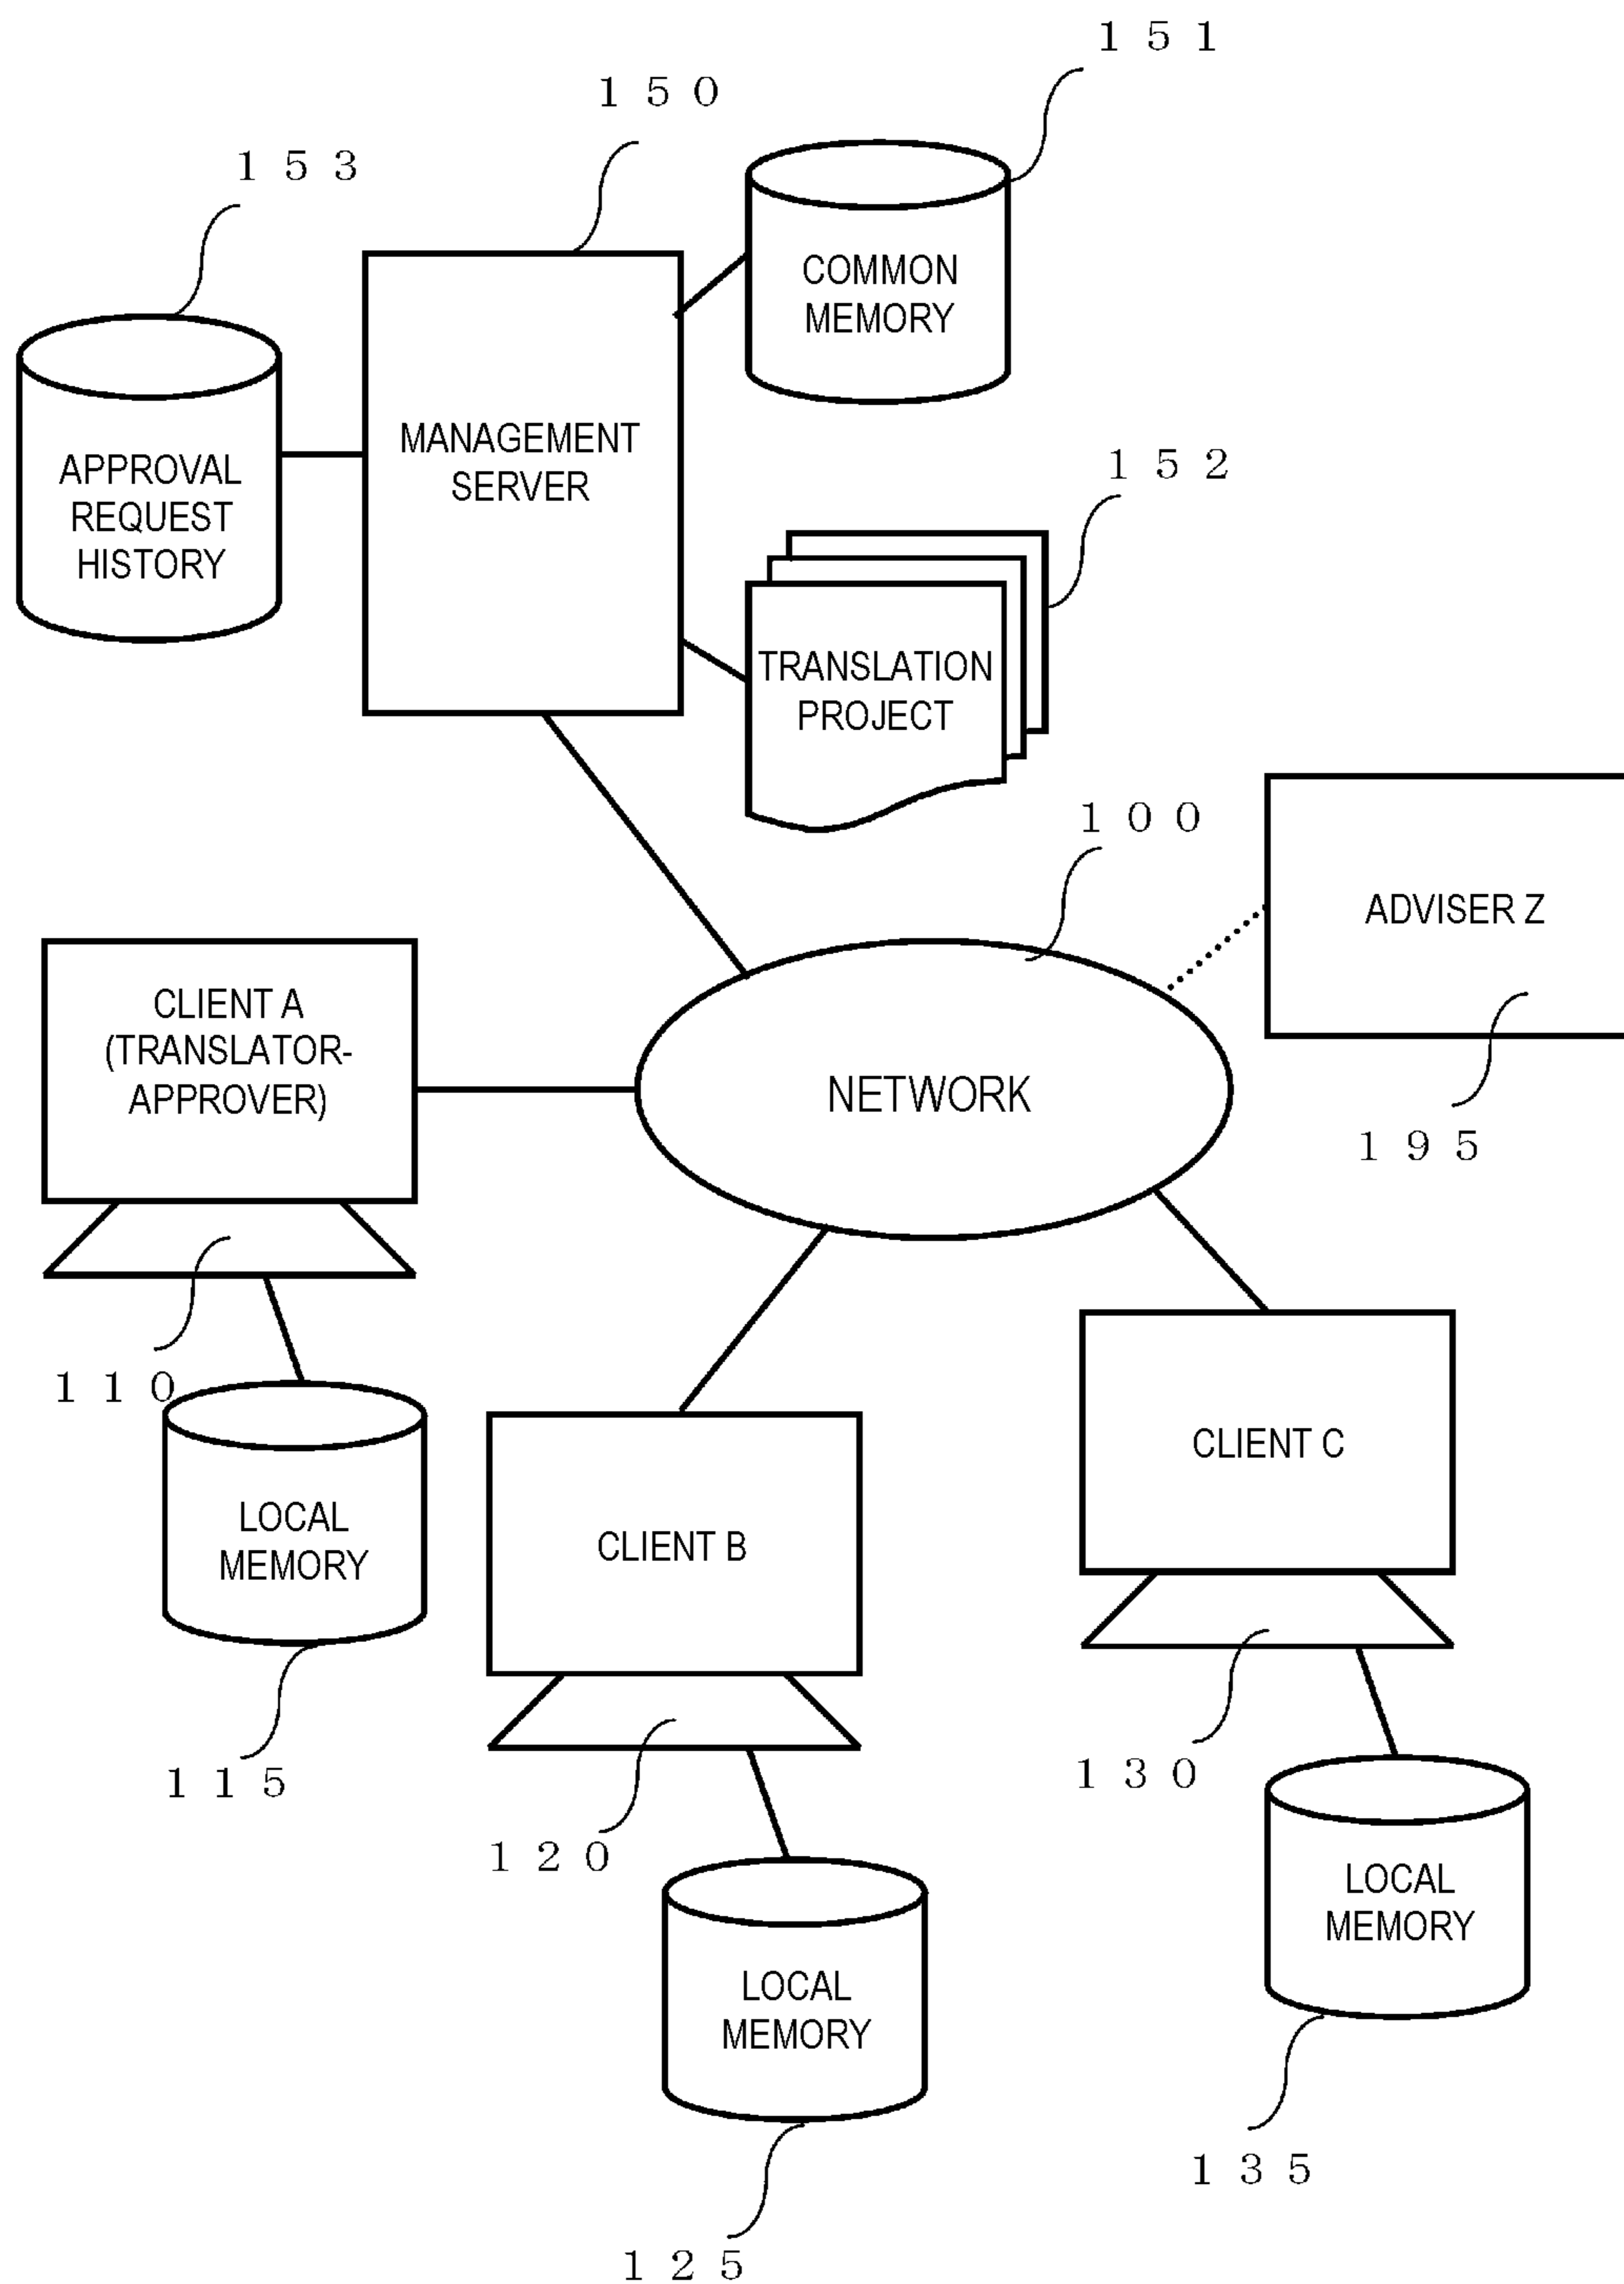 151
150
153
COMMON
MEMORY
MANAGEMENT
SERVER
APPROVAL
REQUEST
HISTORY
152
TRANSLATION
PROJECT
100
ADVISER Z
CLIENT A
(TRANSLATOR-
APPROVER)
NETWORK
195
110
CLIENT C
LOCAL
MEMORY
CLIENT B
130
115
120
LOCAL
MEMORY
LOCAL
MEMORY
135
125